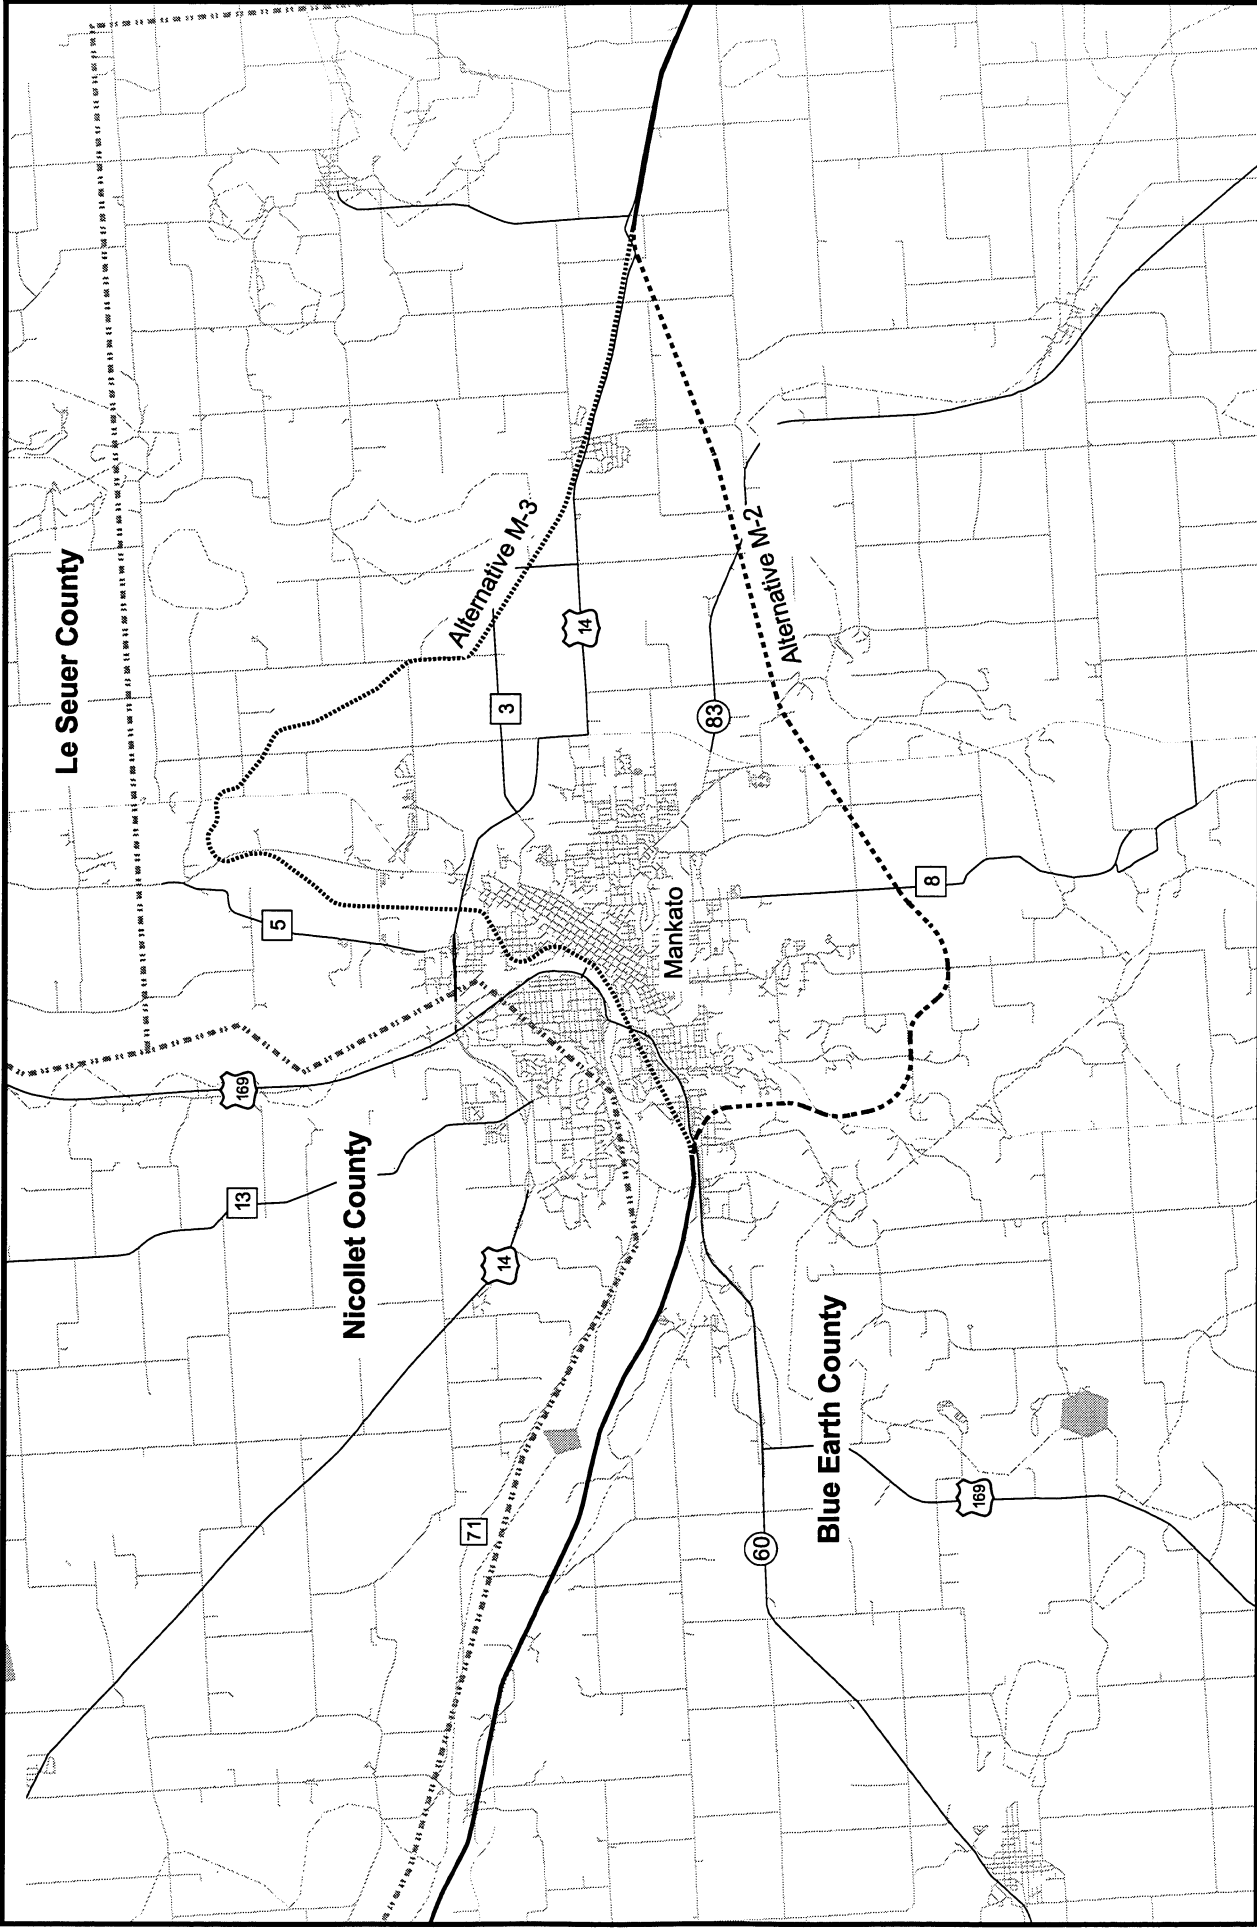 Le Seuer County
Nicollet County
Blue Earth County
Mankato
Alternative M-3
Alternative M-2
5
169
13
14
71
3
14
83
8
60
169